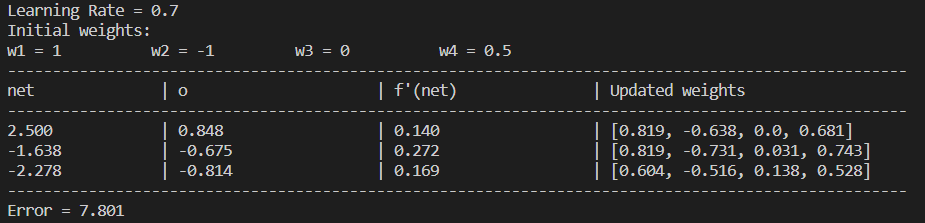 Learning Rate = 0.7
Initial weights:
w1 = 1 w2 = -1 w3 = 0 w4 = 0.5
----------------------------------------------------------------------------------------------------
net | o | f'(net) | Updated weights
----------------------------------------------------------------------------------------------------
2.500 | 0.848 | 0.140 | [0.819, -0.638, 0.0, 0.681]
-1.638 | -0.675 | 0.272 | [0.819, -0.731, 0.031, 0.743]
-2.278 | -0.814 | 0.169 | [0.604, -0.516, 0.138, 0.528]
----------------------------------------------------------------------------------------------------
Error = 7.801